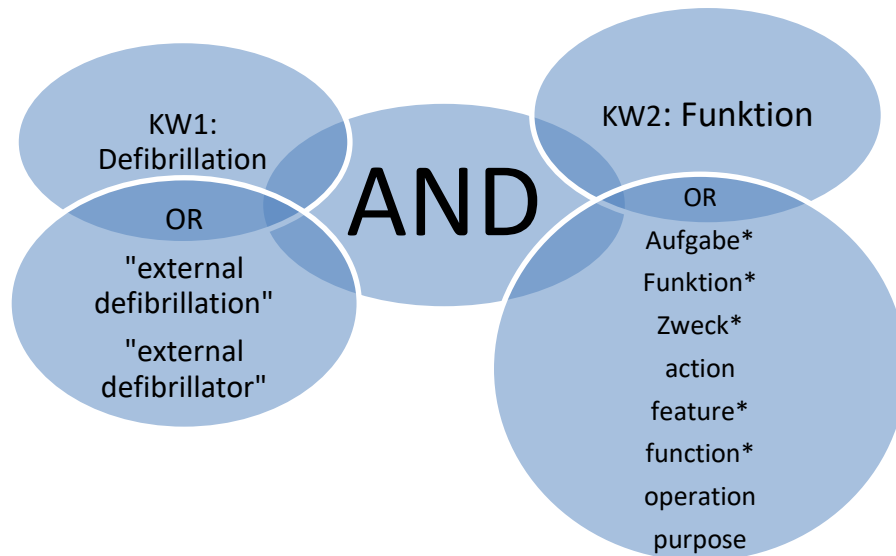 KW1:
Defibrillation
OR
"external
defibrillation"
"external
defibrillator"
AND
KW2: Funktion
OR
Aufgabe*
Funktion*
Zweck*
action
feature*
function*
operation
purpose